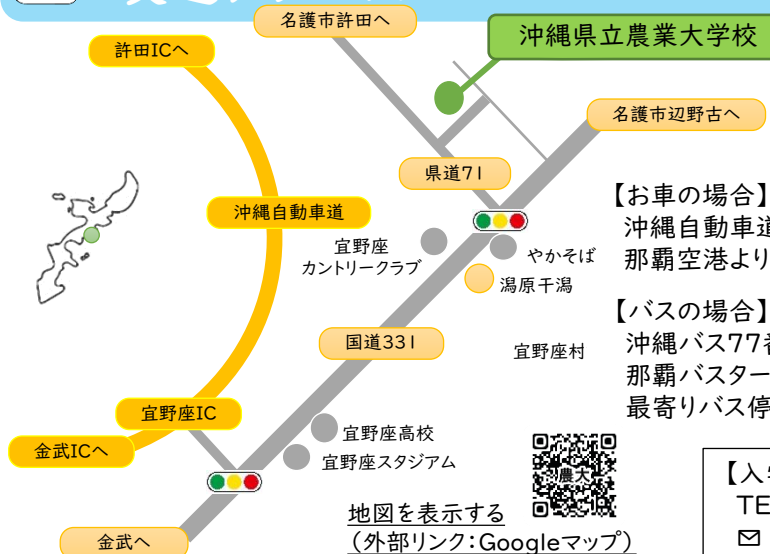 名護市許田へ
沖縄県立農業大学校
許田ICへ
名護市辺野古へ
県道71
沖縄自動車道
宜野座
カントリークラブ
やかそば
潟原干潟
【お車の場合】
沖縄自動車道
那覇空港より
国道331
宜野座村
【バスの場合】
沖縄バス77番
那覇バスター
最寄りバス停
宜野座IC
金武ICへ
宜野座高校
宜野座スタジアム
農大
地図を表示する
(外部リンク:Googleマップ)
金武へ
【入学
TE